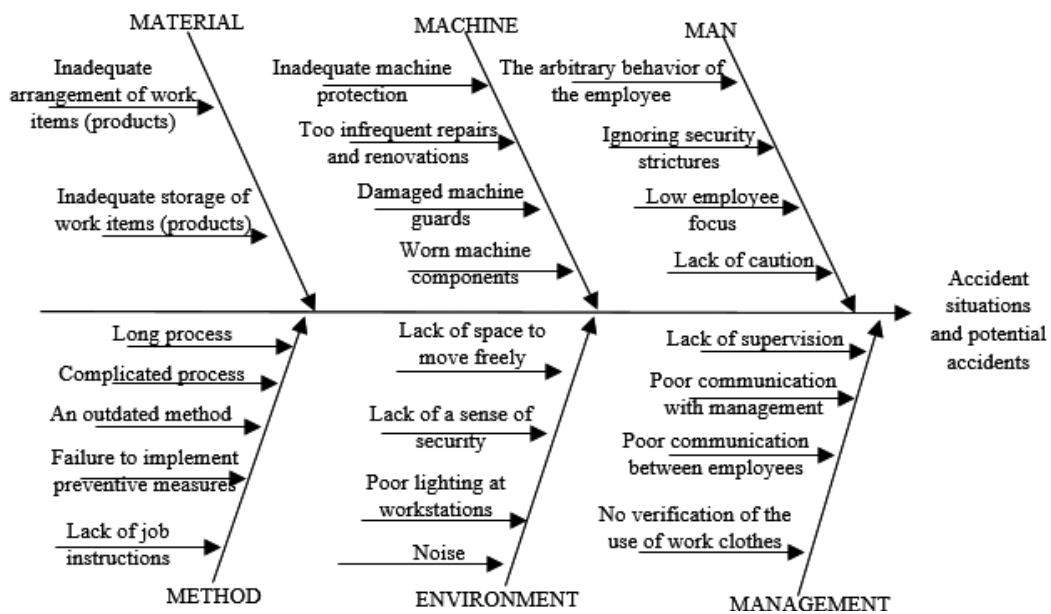 MATERIAL
Inadequate
arrangement of work
items (products)
Inadequate storage of
work items (products)
MACHINE
Inadequate machine
protection
Too infrequent repairs
and renovations
Damaged machine
guards
Worn machine
components
MAN
The arbitrary behavior of
the employee
Ignoring security
strictures
Low employee
focus
Lack of caution
Accident
situations
and potential
accidents
Long process
Complicated process
An outdated method
Failure to implement
preventive measures
Lack of job
instructions
METHOD
Lack of space to
move freely
Lack of a sense of
security
Poor lighting at
workstations
Noise
ENVIRONMENT
Lack of supervision
Poor communication
with management
Poor communication
between employees
No verification of the
use of work clothes
MANAGEMENT